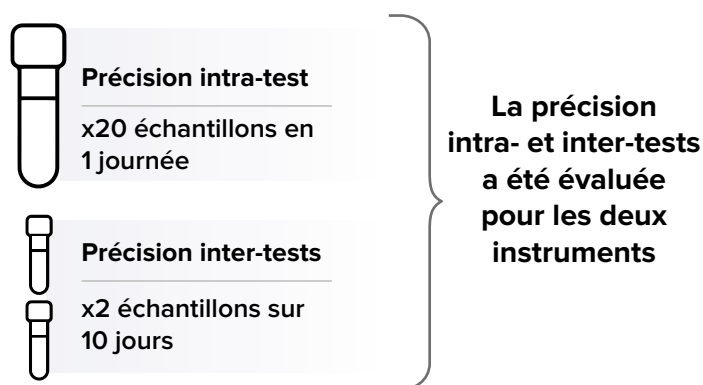 Précision intra-test
x20 échantillons en
1 journée
Précision inter-tests
x2 échantillons sur
10 jours
La précision
intra- et inter-tests
a été évaluée
pour les deux
instruments